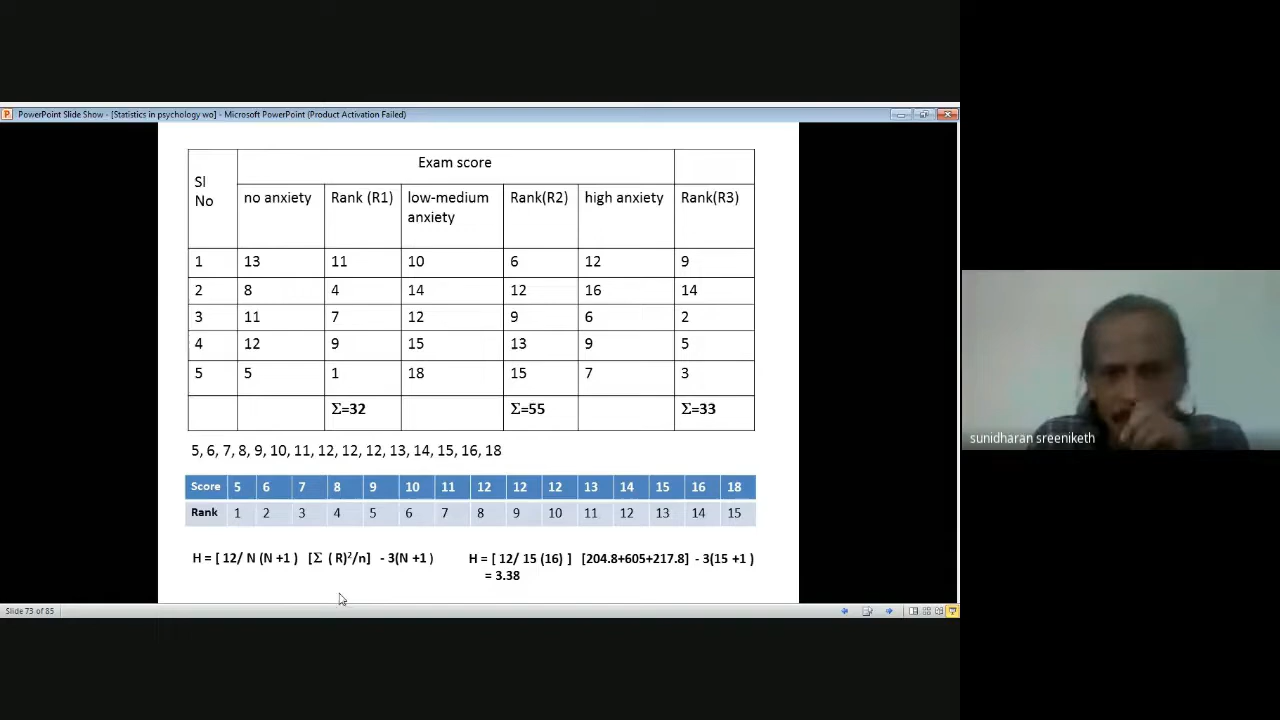 PowerPoint Slide Show - [Statistics in psychology wo] - Microsoft PowerPoint (Product Activation Failed)
Exam score
Sl No
no anxiety Rank (R1) low-medium anxiety Rank(R2) high anxiety Rank(R3)
1 13 11 10 6 12 9
2 8 4 14 12 16 14
3 11 7 12 9 6 2
4 12 9 15 13 9 5
5 5 1 18 15 7 3
Σ=32 Σ=55 Σ=33
5, 6, 7, 8, 9, 10, 11, 12, 12, 12, 13, 14, 15, 16, 18
Score 5 6 7 8 9 10 11 12 12 12 13 14 15 16 18
Rank 1 2 3 4 5 6 7 8 9 10 11 12 13 14 15
H = [ 12/ N (N +1 ) [Σ ( R)²/n] - 3(N +1 ) H = [ 12/ 15 (16) ] [204.8+605+217.8] - 3(15 +1 )
= 3.38
Slide 73 of 85
sunidharan sreeniketh